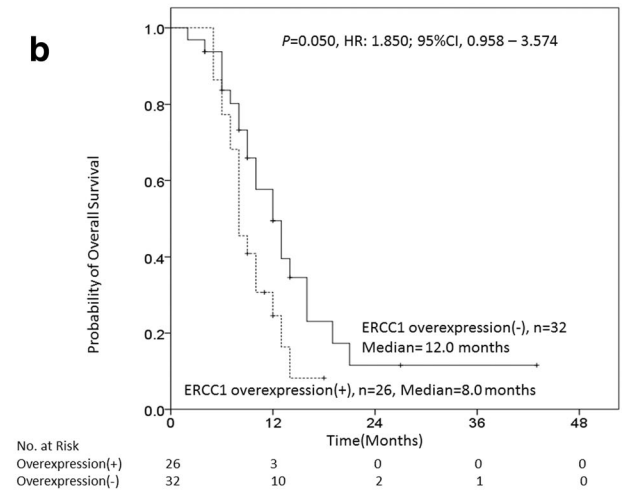 b
P=0.050, HR: 1.850; 95%CI, 0.958 – 3.574
Probability of Overall Survival
1.0
0.8
0.6
0.4
0.2
0.0
ERCC1 overexpression(-), n=32
Median= 12.0 months
ERCC1 overexpression(+), n=26, Median=8.0 months
0 12 24 36 48
Time(Months)
No. at Risk
Overexpression(+) 26 3 0 0 0
Overexpression(-) 32 10 2 1 0